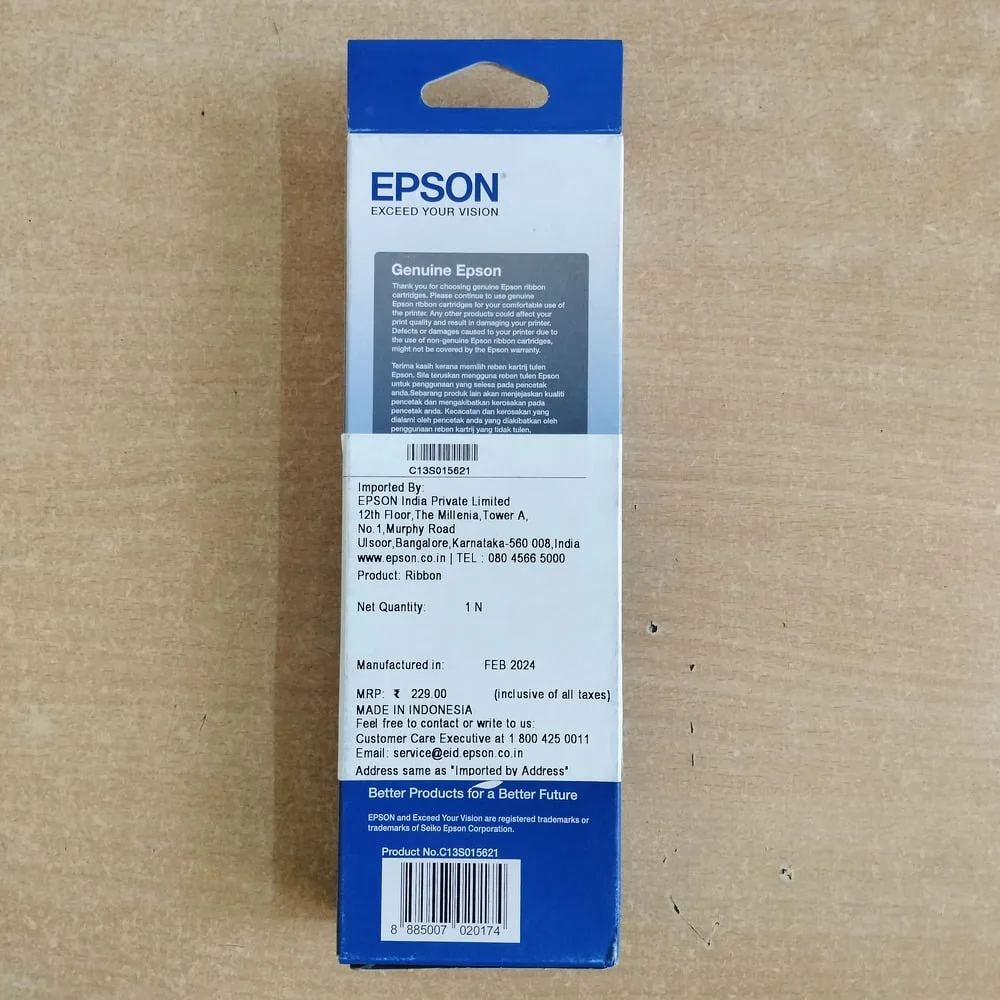 EPSON
EXCEED YOUR VISION
Genuine Epson
Thank you for choosing genuine Epson ribbon
cartridges. Please continue to use genuine
Epson ribbon cartridges for your comfortable use of
the printer. Any other products could affect your
print quality and result in damaging your printer.
Defects or damages caused to your printer due to
the use of non-genuine Epson ribbon cartridges,
might not be covered by the Epson warranty.
Terima kasih kerana memilih reben kartrij tulen
Epson. Sila teruskan mengguna reben tulen Epson
untuk penggunaan yang selesa pada pencetak
anda.Sebarang produk lain akan menjejaskan kualiti
pencetak dan mengakibatkan kerosakan pada
pencetak anda. Kecacatan dan kerosakan yang
dialami oleh pencetak anda yang diakibatkan oleh
penggunaan reben kartrij yang tidak tulen,
C13S015621
Imported By:
EPSON India Private Limited
12th Floor,The Millenia,Tower A,
No.1,Murphy Road
Ulsoor,Bangalore,Karnataka-560 008,India
www.epson.co.in | TEL : 080 4566 5000
Product: Ribbon
Net Quantity: 1 N
Manufactured in: FEB 2024
MRP: ₹ 229.00 (inclusive of all taxes)
MADE IN INDONESIA
Feel free to contact or write to us:
Customer Care Executive at 1 800 425 0011
Email: service@eid.epson.co.in
Address same as "Imported by Address"
Better Products for a Better Future
EPSON and Exceed Your Vision are registered trademarks or
trademarks of Seiko Epson Corporation.
Product No.C13S015621
8 885007 020174